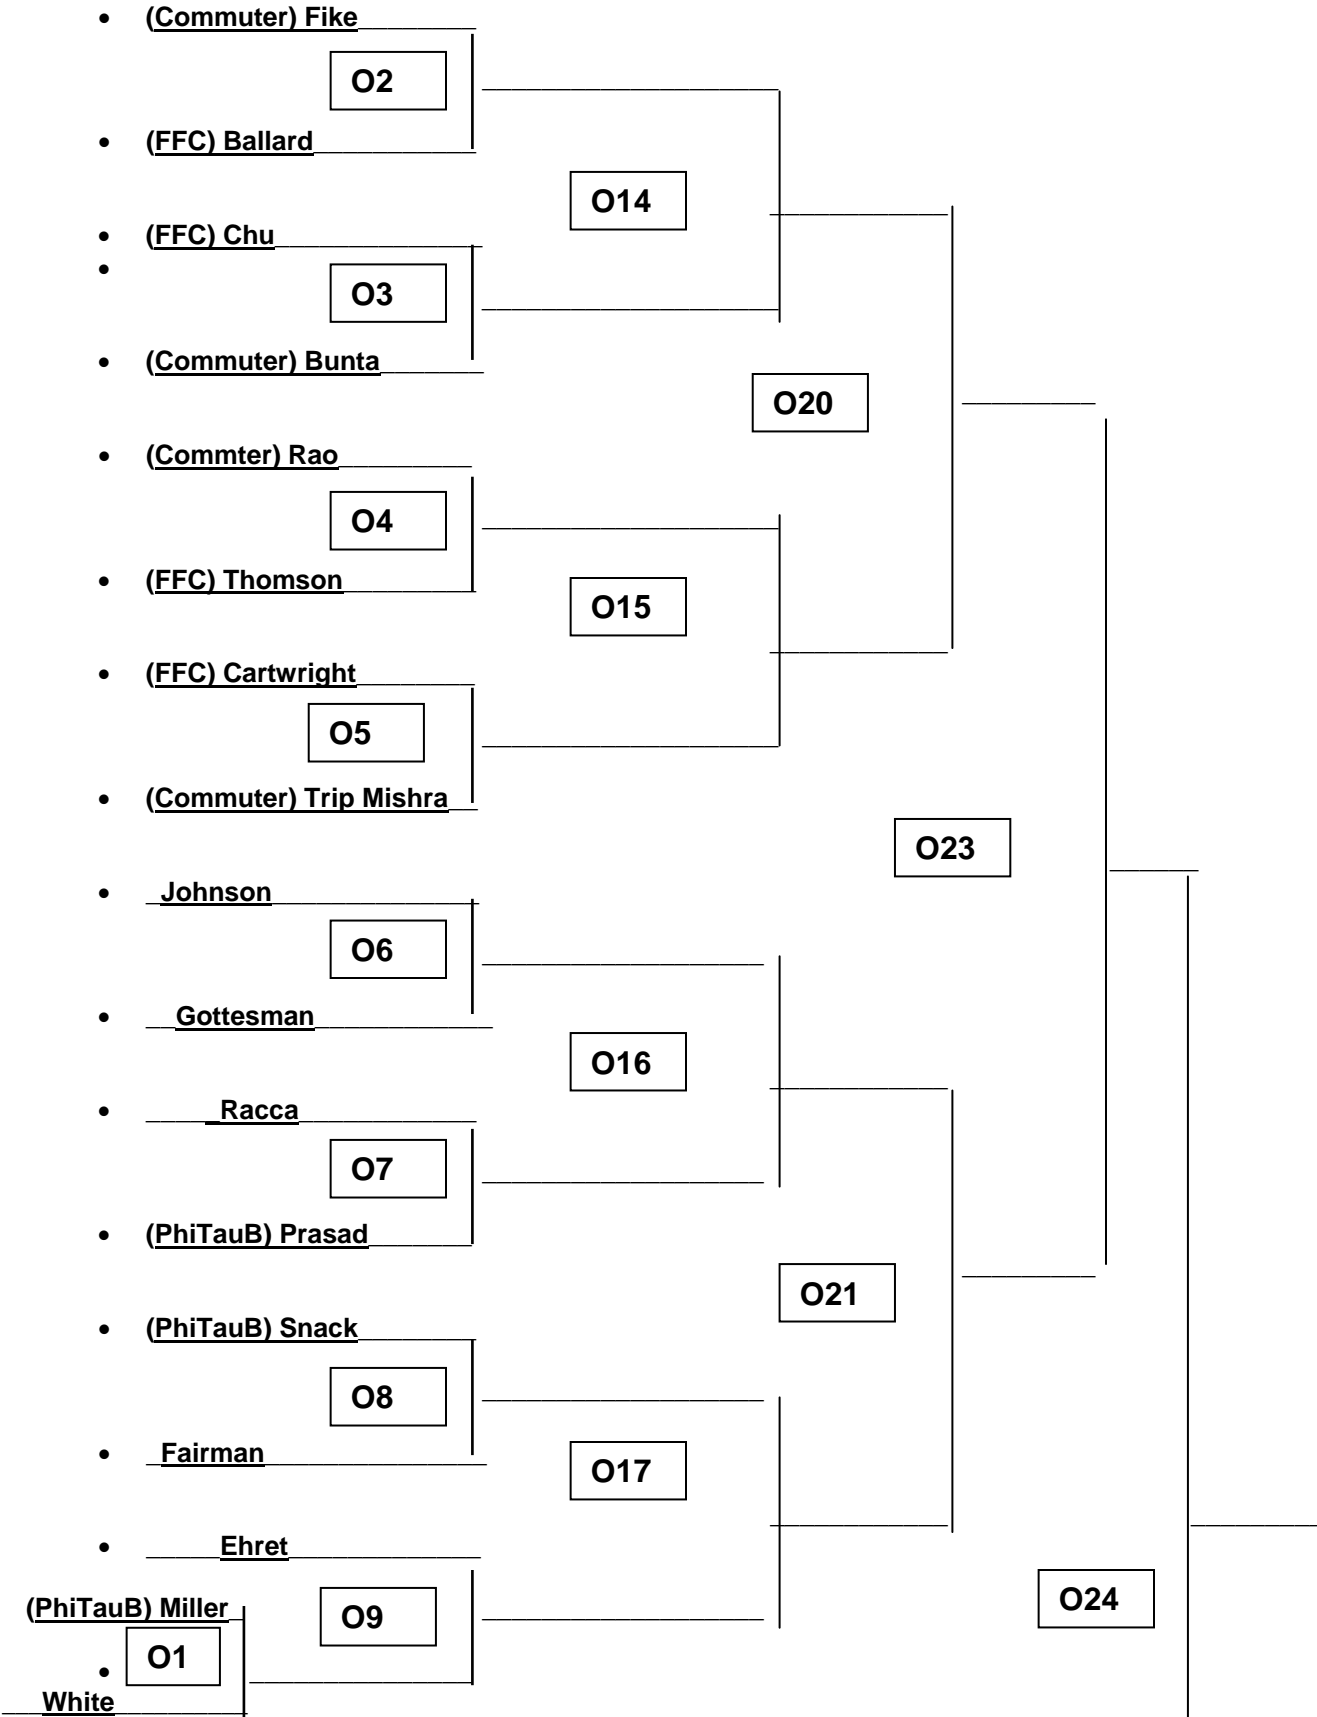 (Commuter) Fike
O2
(FFC) Ballard
O14
(FFC) Chu
O3
(Commuter) Bunta
O20
(Commter) Rao
O4
(FFC) Thomson
O15
(FFC) Cartwright
O5
(Commuter) Trip Mishra
O23
Johnson
O6
Gottesman
O16
Racca
O7
(PhiTauB) Prasad
O21
(PhiTauB) Snack
O8
Fairman
O17
Ehret
O24
(PhiTauB) Miller
O9
O1
White